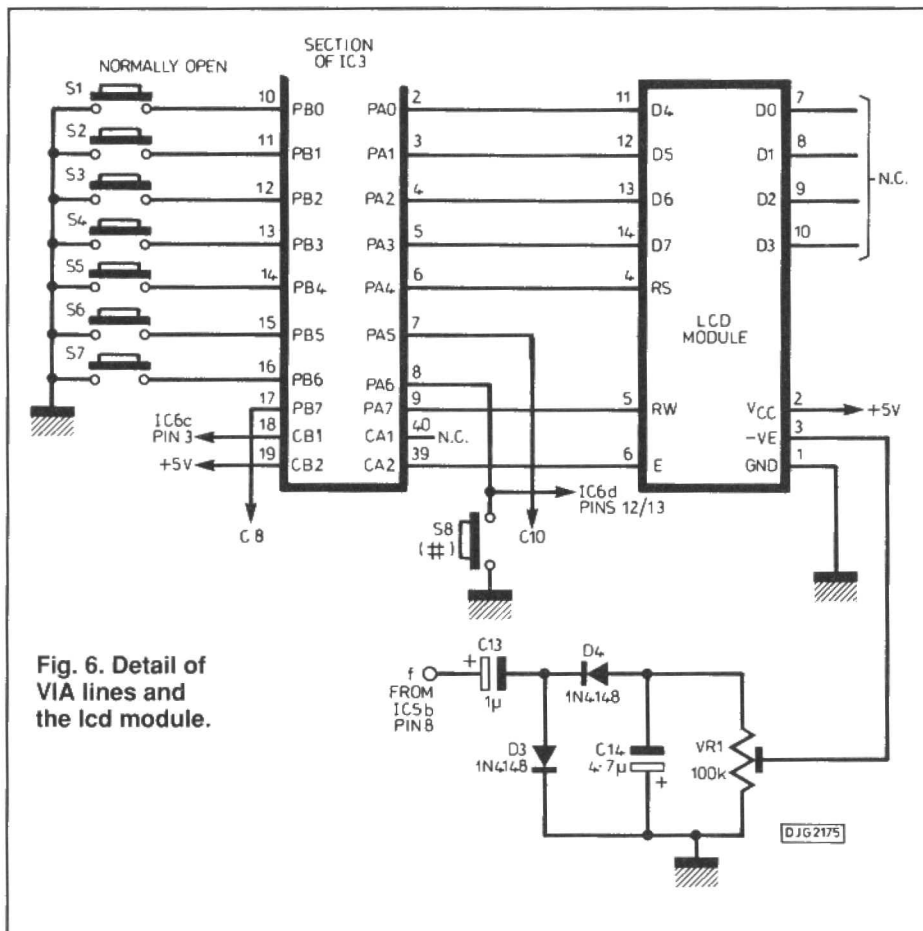 SECTION
OF IC3
NORMALLY OPEN
S1
10
PB0
PA0
2
11
D4
D0
7
S2
11
PB1
PA1
3
12
D5
D1
8
S3
12
PB2
PA2
4
13
D6
D2
9
N.C.
S4
13
PB3
PA3
5
14
D7
D3
10
S5
14
PB4
PA4
6
4
RS
S6
15
PB5
PA5
7
LCD
MODULE
S7
16
PB6
PA6
8
17
PB7
PA7
9
5
RW
VCC
2
+5V
IC6c
PIN 3
18
CB1
CA1
40
N.C.
-VE
3
+5V
19
CB2
CA2
39
6
E
GND
1
C8
S8
(#)
IC6d
PINS 12/13
C10
Fig. 6. Detail of
VIA lines and
the lcd module.
f
FROM
IC5b
PIN 8
+
C13
1µ
D4
1N4148
D3
1N4148
C14
4·7µ
+
VR1
100k
DJG2175